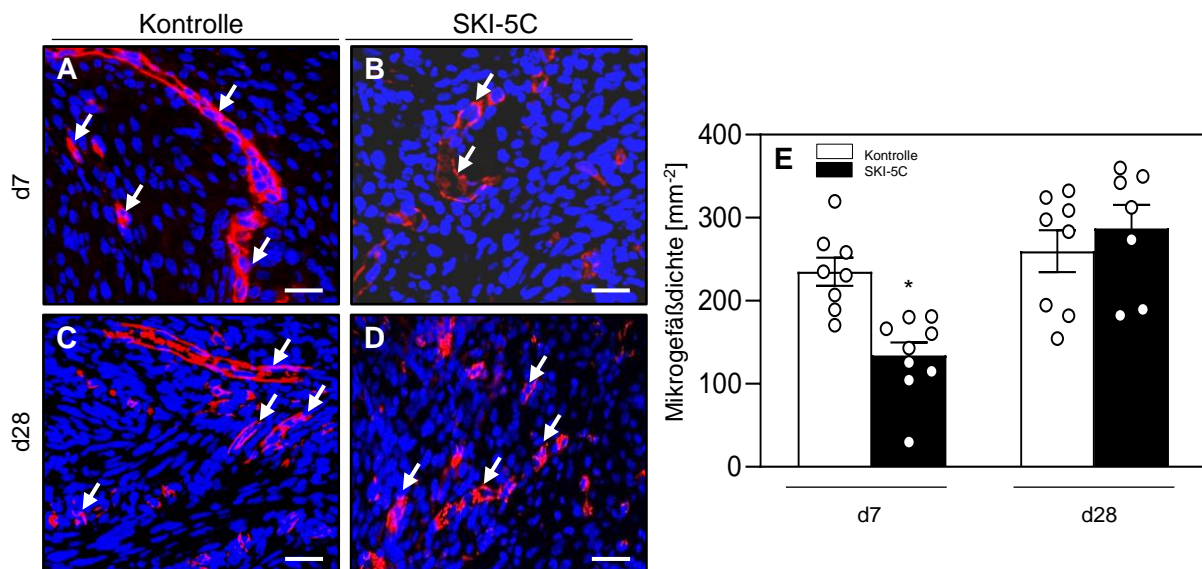 Kontrolle
SKI-5C
d7
d28
A
B
C
D
E
Kontrolle
SKI-5C
Mikrogefäßdichte [mm⁻²]
400
300
200
100
0
*
d7
d28